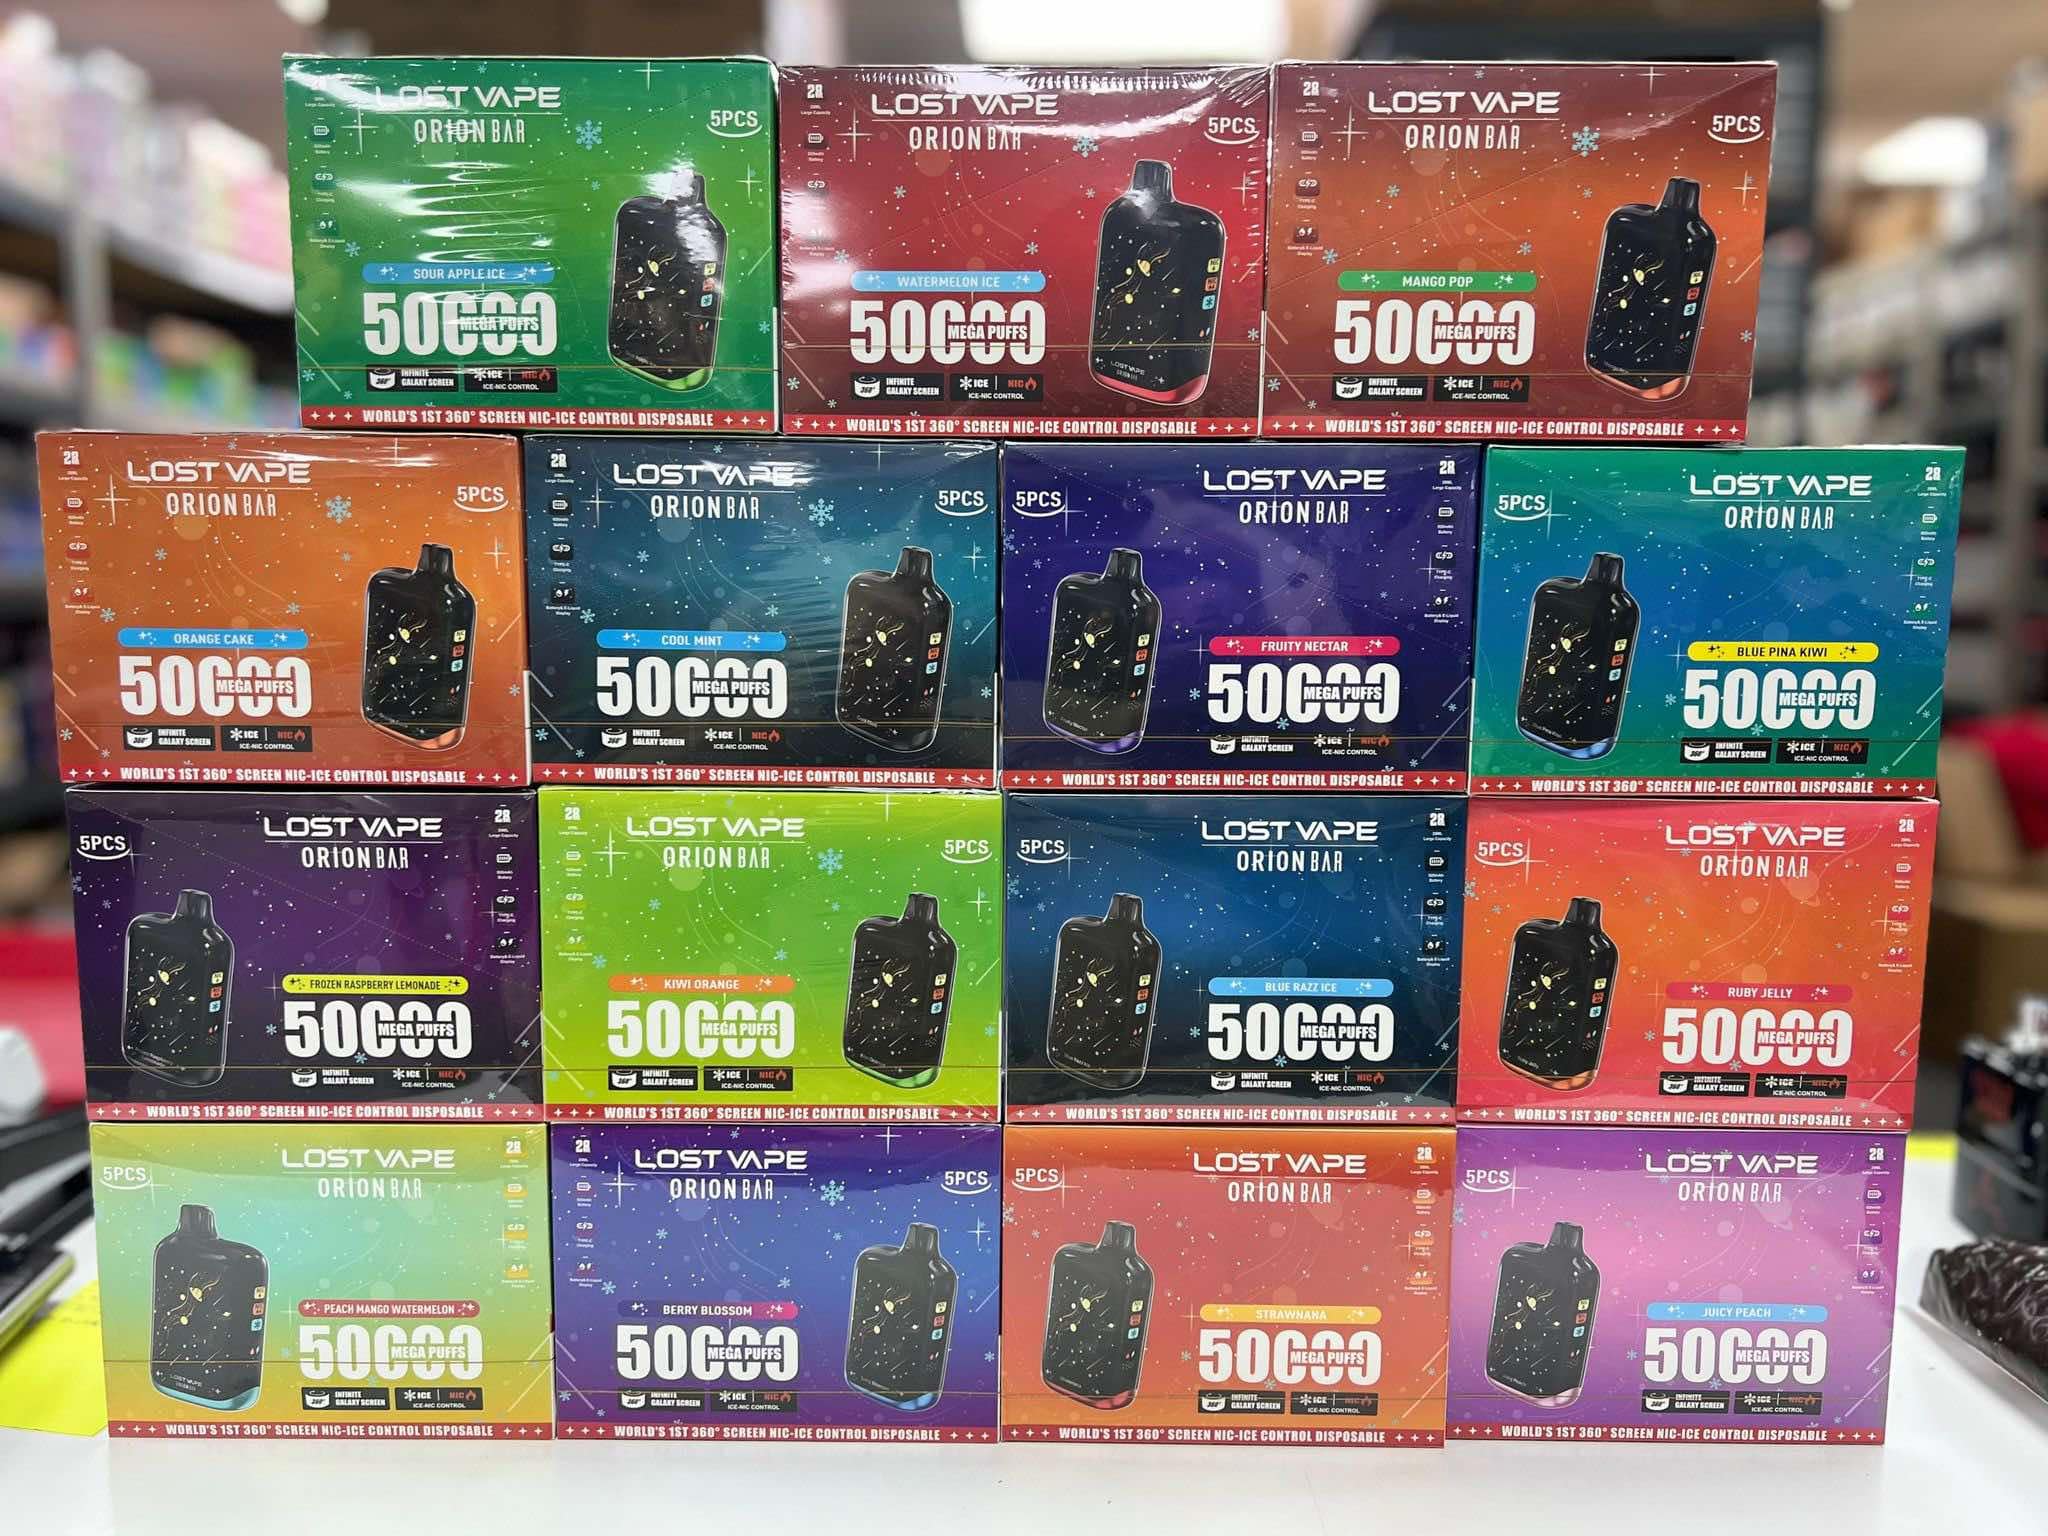 LOST VAPE
ORION BAR
5PCS
SOUR APPLE ICE
50000
MEGA PUFFS
360°
INFINITE
GALAXY SCREEN
ICE
NIC
ICE-NIC CONTROL
WORLD'S 1ST 360° SCREEN NIC-ICE CONTROL DISPOSABLE
LOST VAPE
ORION BAR
5PCS
WATERMELON ICE
50000
MEGA PUFFS
LOST VAPE
360°
INFINITE
GALAXY SCREEN
ICE
NIC
ICE-NIC CONTROL
WORLD'S 1ST 360° SCREEN NIC-ICE CONTROL DISPOSABLE
LOST VAPE
ORION BAR
5PCS
MANGO POP
50000
MEGA PUFFS
360°
INFINITE
GALAXY SCREEN
ICE
NIC
ICE-NIC CONTROL
WORLD'S 1ST 360° SCREEN NIC-ICE CONTROL DISPOSABLE
LOST VAPE
ORION BAR
5PCS
ORANGE CAKE
50000
MEGA PUFFS
360°
INFINITE
GALAXY SCREEN
ICE
NIC
ICE-NIC CONTROL
WORLD'S 1ST 360° SCREEN NIC-ICE CONTROL DISPOSABLE
LOST VAPE
ORION BAR
5PCS
COOL MINT
50000
MEGA PUFFS
360°
INFINITE
GALAXY SCREEN
ICE
NIC
ICE-NIC CONTROL
WORLD'S 1ST 360° SCREEN NIC-ICE CONTROL DISPOSABLE
5PCS
LOST VAPE
ORION BAR
FRUITY NECTAR
50000
MEGA PUFFS
360°
INFINITE
GALAXY SCREEN
ICE
NIC
ICE-NIC CONTROL
WORLD'S 1ST 360° SCREEN NIC-ICE CONTROL DISPOSABLE
5PCS
LOST VAPE
ORION BAR
BLUE PINA KIWI
50000
MEGA PUFFS
360°
INFINITE
GALAXY SCREEN
ICE
NIC
ICE-NIC CONTROL
WORLD'S 1ST 360° SCREEN NIC-ICE CONTROL DISPOSABLE
5PCS
LOST VAPE
ORION BAR
FROZEN RASPBERRY LEMONADE
50000
MEGA PUFFS
360°
INFINITE
GALAXY SCREEN
ICE
NIC
ICE-NIC CONTROL
WORLD'S 1ST 360° SCREEN NIC-ICE CONTROL DISPOSABLE
LOST VAPE
ORION BAR
5PCS
KIWI ORANGE
50000
MEGA PUFFS
360°
INFINITE
GALAXY SCREEN
ICE
NIC
ICE-NIC CONTROL
WORLD'S 1ST 360° SCREEN NIC-ICE CONTROL DISPOSABLE
5PCS
LOST VAPE
ORION BAR
BLUE RAZZ ICE
50000
MEGA PUFFS
360°
INFINITE
GALAXY SCREEN
ICE
NIC
ICE-NIC CONTROL
WORLD'S 1ST 360° SCREEN NIC-ICE CONTROL DISPOSABLE
5PCS
LOST VAPE
ORION BAR
RUBY JELLY
50000
MEGA PUFFS
360°
INFINITE
GALAXY SCREEN
ICE
NIC
ICE-NIC CONTROL
WORLD'S 1ST 360° SCREEN NIC-ICE CONTROL DISPOSABLE
5PCS
LOST VAPE
ORION BAR
PEACH MANGO WATERMELON
50000
MEGA PUFFS
LOST VAPE
360°
INFINITE
GALAXY SCREEN
ICE
NIC
ICE-NIC CONTROL
WORLD'S 1ST 360° SCREEN NIC-ICE CONTROL DISPOSABLE
LOST VAPE
ORION BAR
5PCS
BERRY BLOSSOM
50000
MEGA PUFFS
360°
INFINITE
GALAXY SCREEN
ICE
NIC
ICE-NIC CONTROL
WORLD'S 1ST 360° SCREEN NIC-ICE CONTROL DISPOSABLE
5PCS
LOST VAPE
ORION BAR
STRAWNANA
50000
MEGA PUFFS
360°
INFINITE
GALAXY SCREEN
ICE
NIC
ICE-NIC CONTROL
WORLD'S 1ST 360° SCREEN NIC-ICE CONTROL DISPOSABLE
5PCS
LOST VAPE
ORION BAR
JUICY PEACH
50000
MEGA PUFFS
360°
INFINITE
GALAXY SCREEN
ICE
NIC
ICE-NIC CONTROL
WORLD'S 1ST 360° SCREEN NIC-ICE CONTROL DISPOSABLE